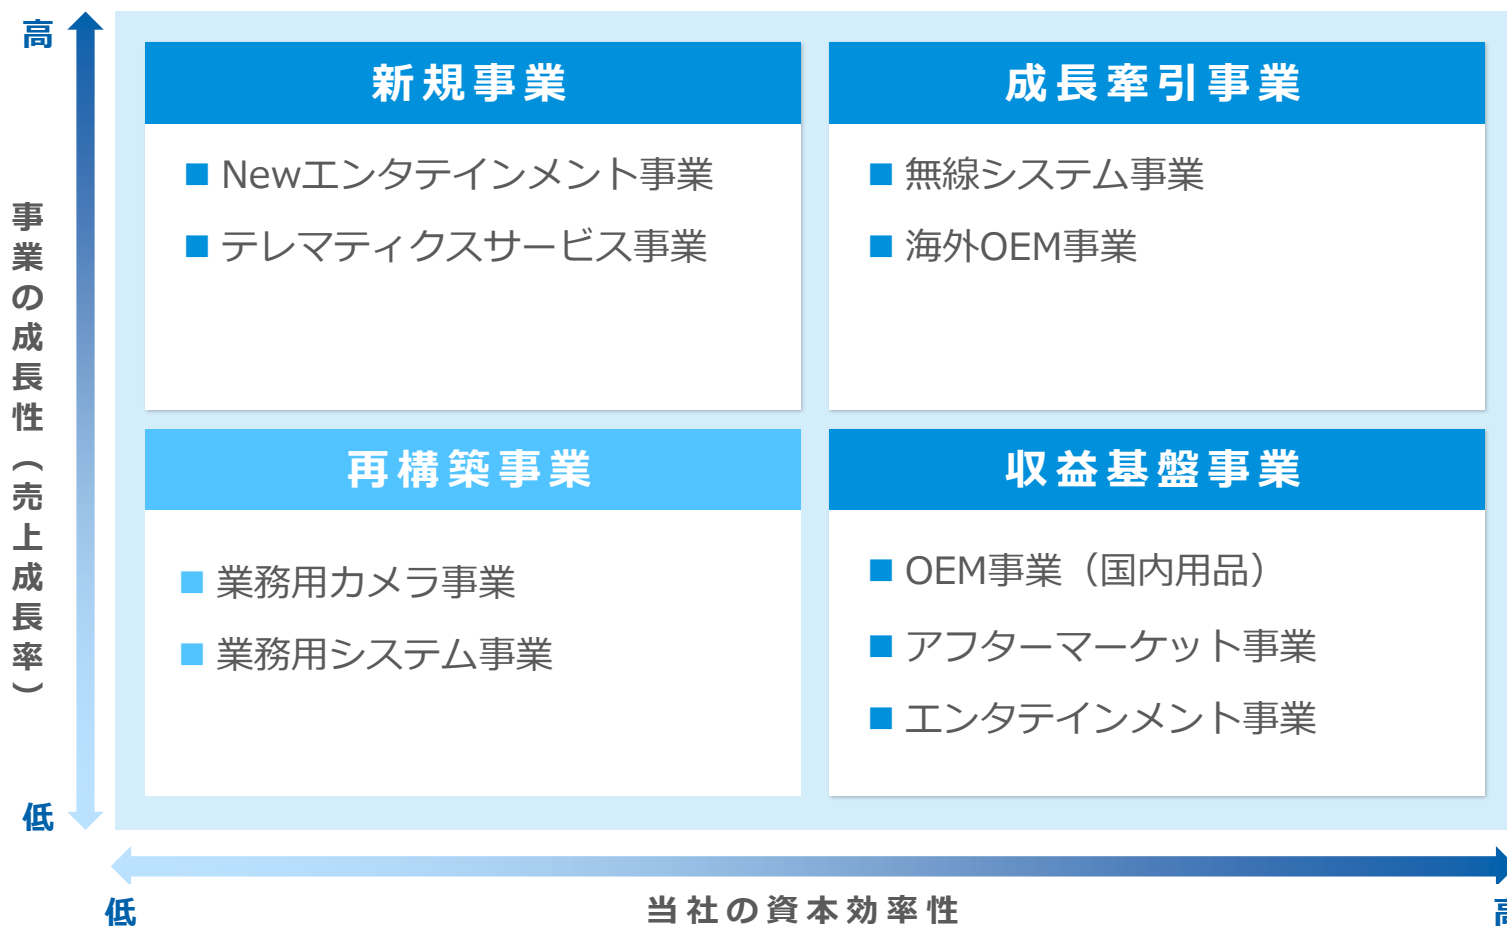 高
事業の成長性（売上成長率）
低
新規事業
Newエンタテインメント事業
テレマティクスサービス事業
成長牽引事業
無線システム事業
海外OEM事業
再構築事業
業務用カメラ事業
業務用システム事業
収益基盤事業
OEM事業（国内用品）
アフターマーケット事業
エンタテインメント事業
低
当社の資本効率性
高